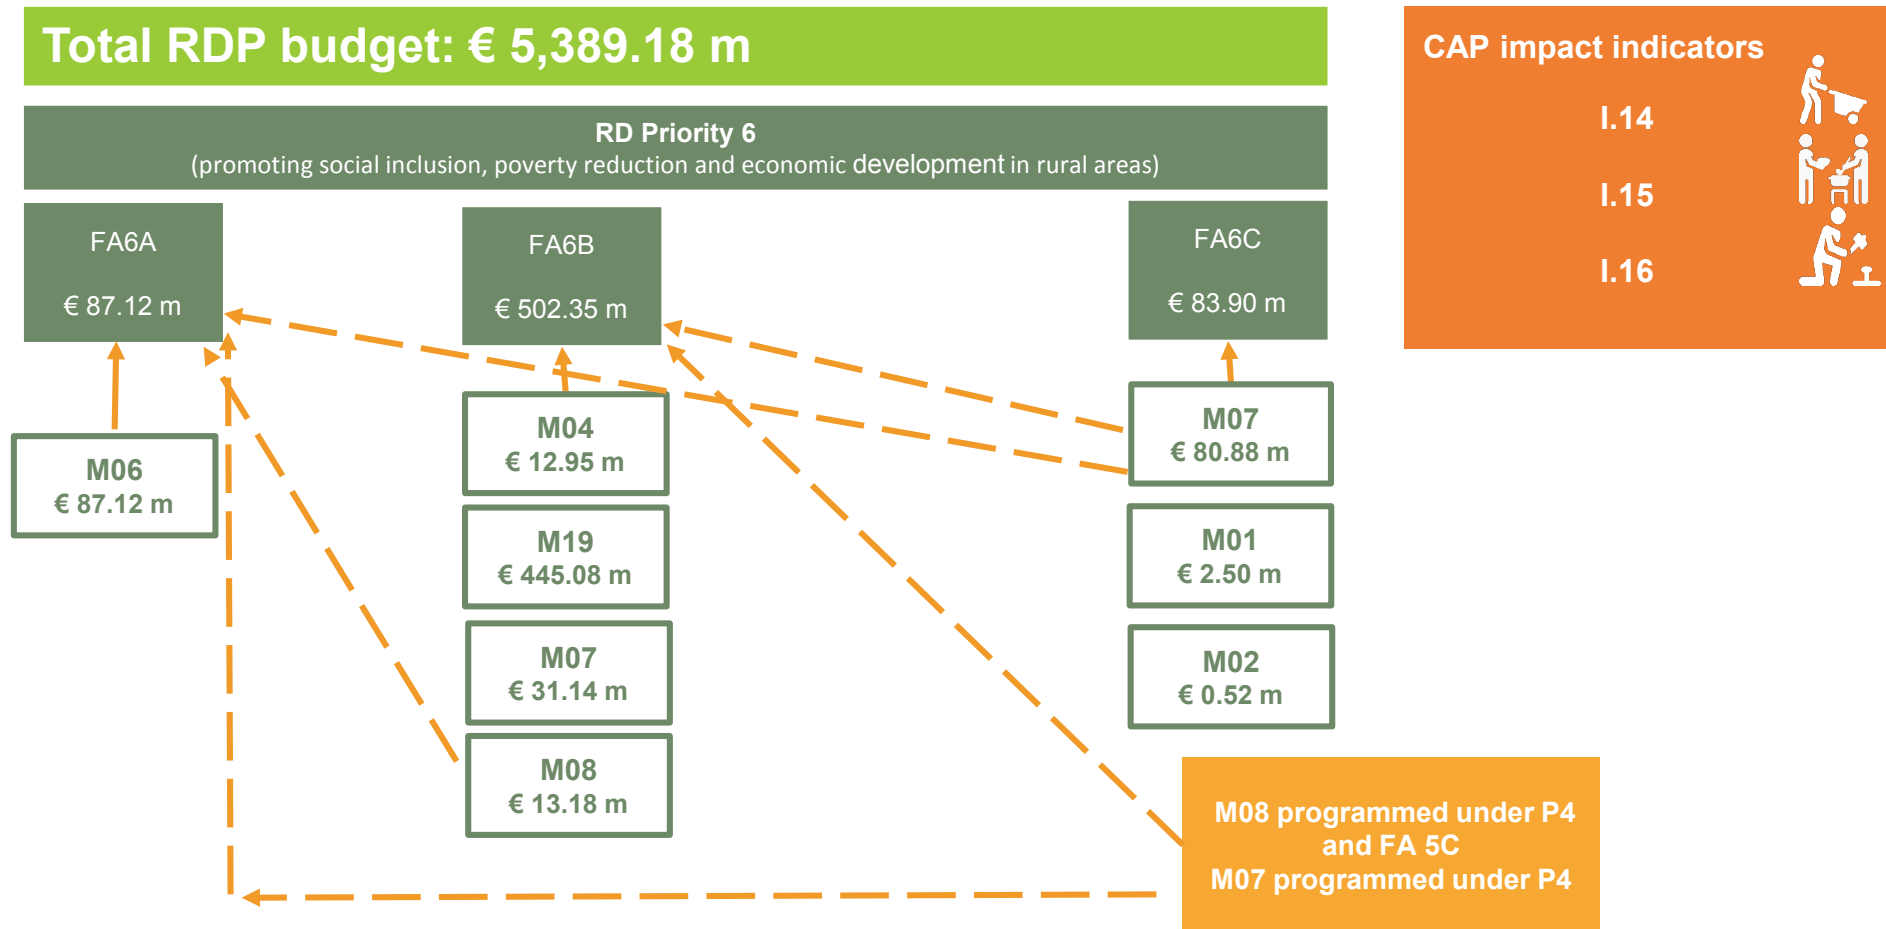 Total RDP budget: € 5,389.18 m
RD Priority 6
(promoting social inclusion, poverty reduction and economic development in rural areas)
FA6A
€ 87.12 m
M06
€ 87.12 m
FA6B
€ 502.35 m
M04
€ 12.95 m
M19
€ 445.08 m
M07
€ 31.14 m
M08
€ 13.18 m
FA6C
€ 83.90 m
M07
€ 80.88 m
M01
€ 2.50 m
M02
€ 0.52 m
M08 programmed under P4
and FA 5C
M07 programmed under P4
CAP impact indicators
I.14
I.15
I.16